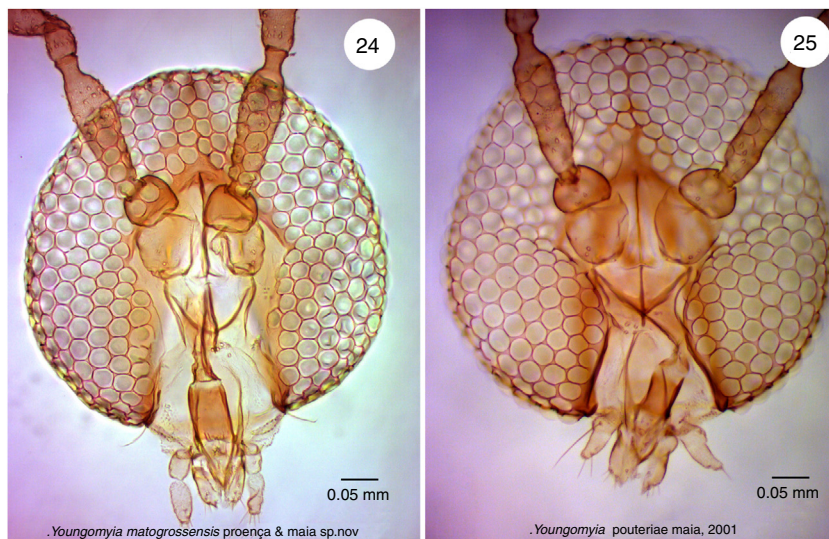 24
25
0.05 mm
0.05 mm
.Youngomyia matogrossensis proença & maia sp.nov
.Youngomyia pouteriae maia, 2001